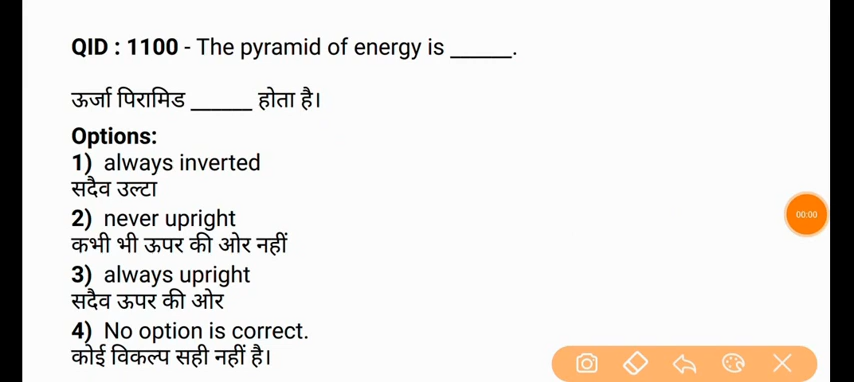 QID : 1100 - The pyramid of energy is ______.
ऊर्जा पिरामिड ______ होता है।
Options:
1) always inverted
सदैव उल्टा
2) never upright
कभी भी ऊपर की ओर नहीं
3) always upright
सदैव ऊपर की ओर
4) No option is correct.
कोई विकल्प सही नहीं है।
00:00